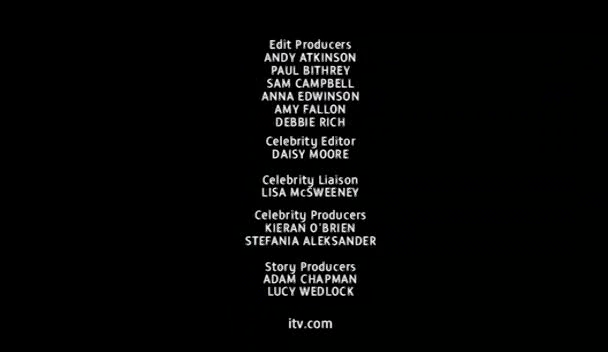 Edit Producers
ANDY ATKINSON
PAUL BITHREY
SAM CAMPBELL
ANNA EDWINSON
AMY FALLON
DEBBIE RICH
Celebrity Editor
DAISY MOORE
Celebrity Liaison
LISA McSWEENEY
Celebrity Producers
KIERAN O'BRIEN
STEFANIA ALEKSANDER
Story Producers
ADAM CHAPMAN
LUCY WEDLOCK
itv.com